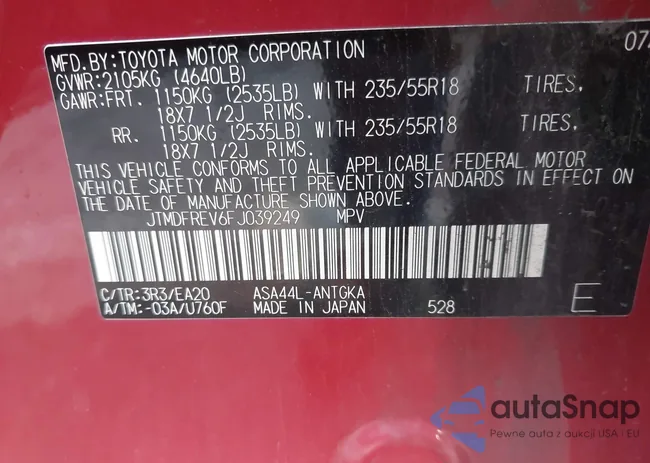 MFD.BY:TOYOTA MOTOR CORPORATION 07/
GVWR:2105KG (4640LB)
GAWR:FRT. 1150KG (2535LB) WITH 235/55R18 TIRES,
18X7 1/2J RIMS.
RR. 1150KG (2535LB) WITH 235/55R18 TIRES,
18X7 1/2J RIMS.
THIS VEHICLE CONFORMS TO ALL APPLICABLE FEDERAL MOTOR
VEHICLE SAFETY AND THEFT PREVENTION STANDARDS IN EFFECT ON
THE DATE OF MANUFACTURE SHOWN ABOVE.
JTMDFREV6FJ039249 MPV
C/TR:3R3/EA20 ASA44L-ANTGKA
A/TM:-03A/U760F MADE IN JAPAN 528 E
autaSnap
Pewne auta z aukcji USA - EU